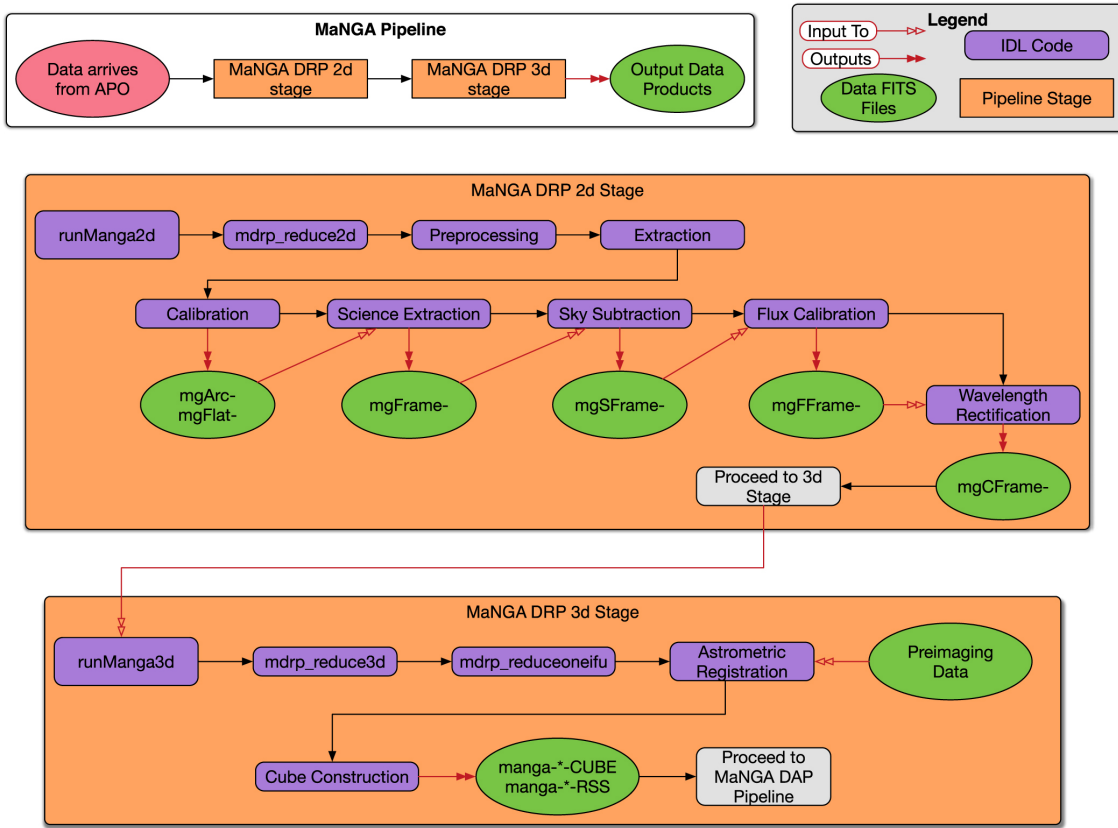 MaNGA Pipeline
Data arrives
from APO
MaNGA DRP 2d
stage
MaNGA DRP 3d
stage
Output Data
Products
Legend
Input To
Outputs
IDL Code
Data FITS
Files
Pipeline Stage
MaNGA DRP 2d Stage
runManga2d
mdrp_reduce2d
Preprocessing
Extraction
Calibration
Science Extraction
Sky Subtraction
Flux Calibration
mgArc-
mgFlat-
mgFrame-
mgSFrame-
mgFFrame-
Wavelength
Rectification
Proceed to 3d
Stage
mgCFrame-
MaNGA DRP 3d Stage
runManga3d
mdrp_reduce3d
mdrp_reduceoneifu
Astrometric
Registration
Preimaging
Data
Cube Construction
manga-*-CUBE
manga-*-RSS
Proceed to
MaNGA DAP
Pipeline